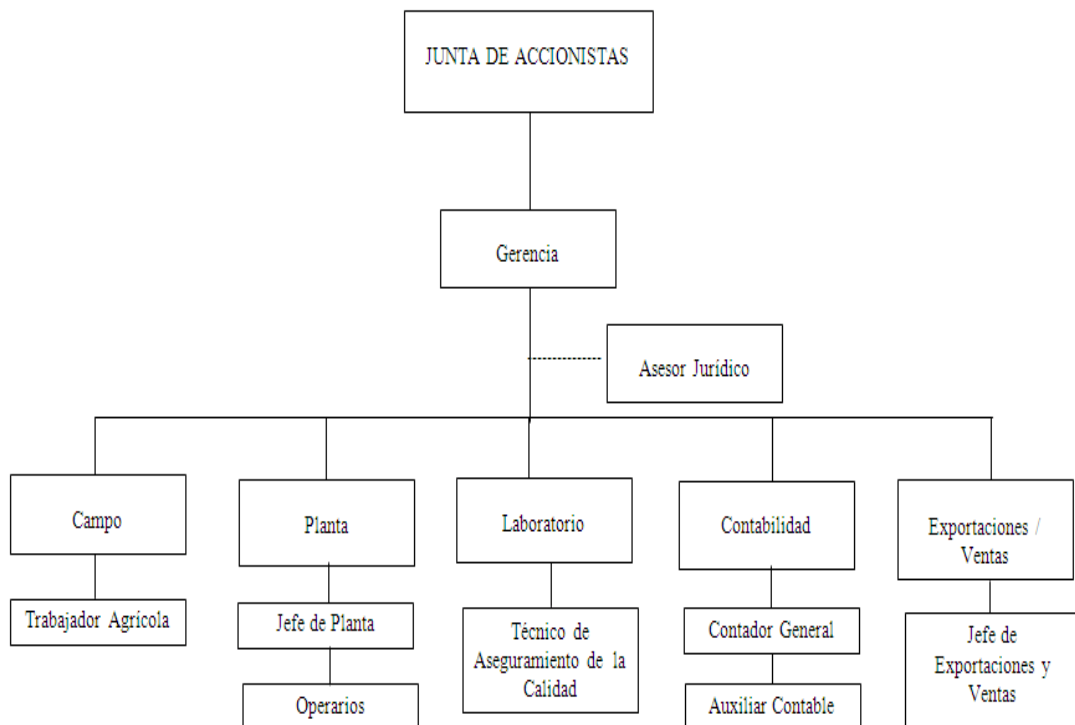 JUNTA DE ACCIONISTAS
Gerencia
Asesor Jurídico
Campo
Planta
Laboratorio
Contabilidad
Exportaciones /
Ventas
Trabajador Agrícola
Jefe de Planta
Técnico de
Aseguramiento de la
Calidad
Contador General
Jefe de
Exportaciones y
Ventas
Operarios
Auxiliar Contable